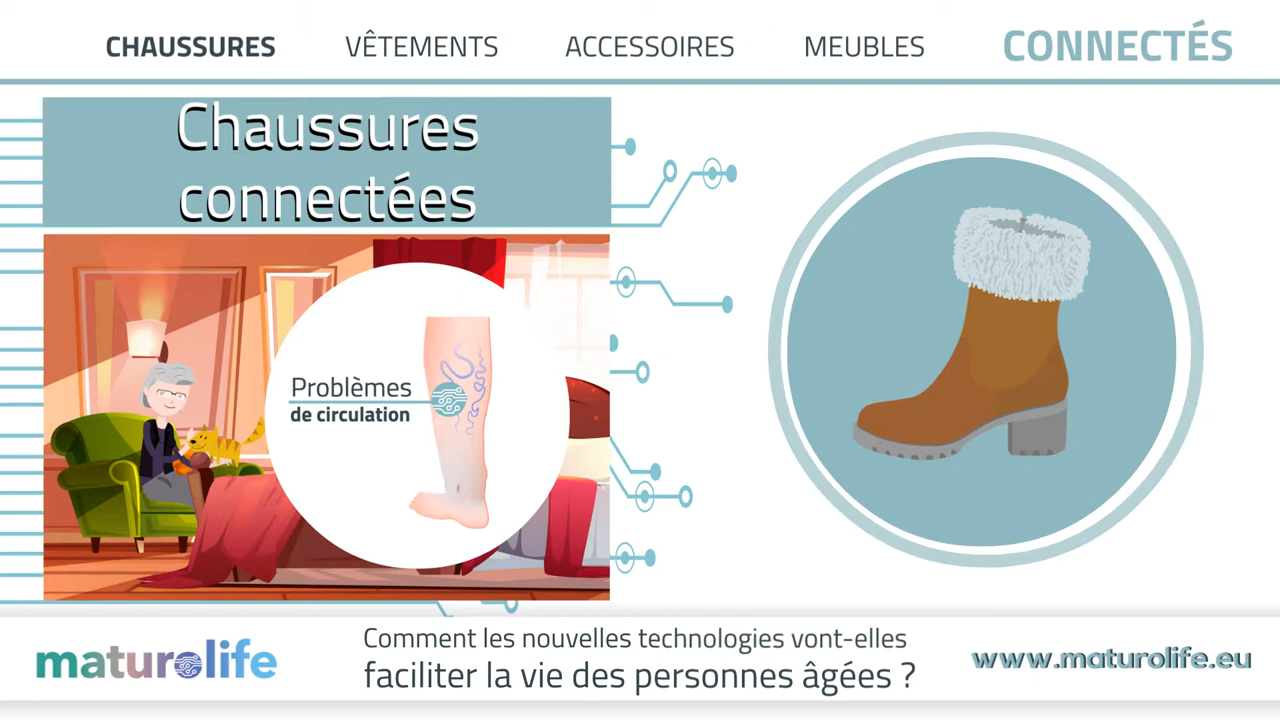 CHAUSSURES VÊTEMENTS ACCESSOIRES MEUBLES CONNECTÉS
Chaussures
connectées
Problèmes
de circulation
maturolife
Comment les nouvelles technologies vont-elles
faciliter la vie des personnes âgées ?
www.maturolife.eu